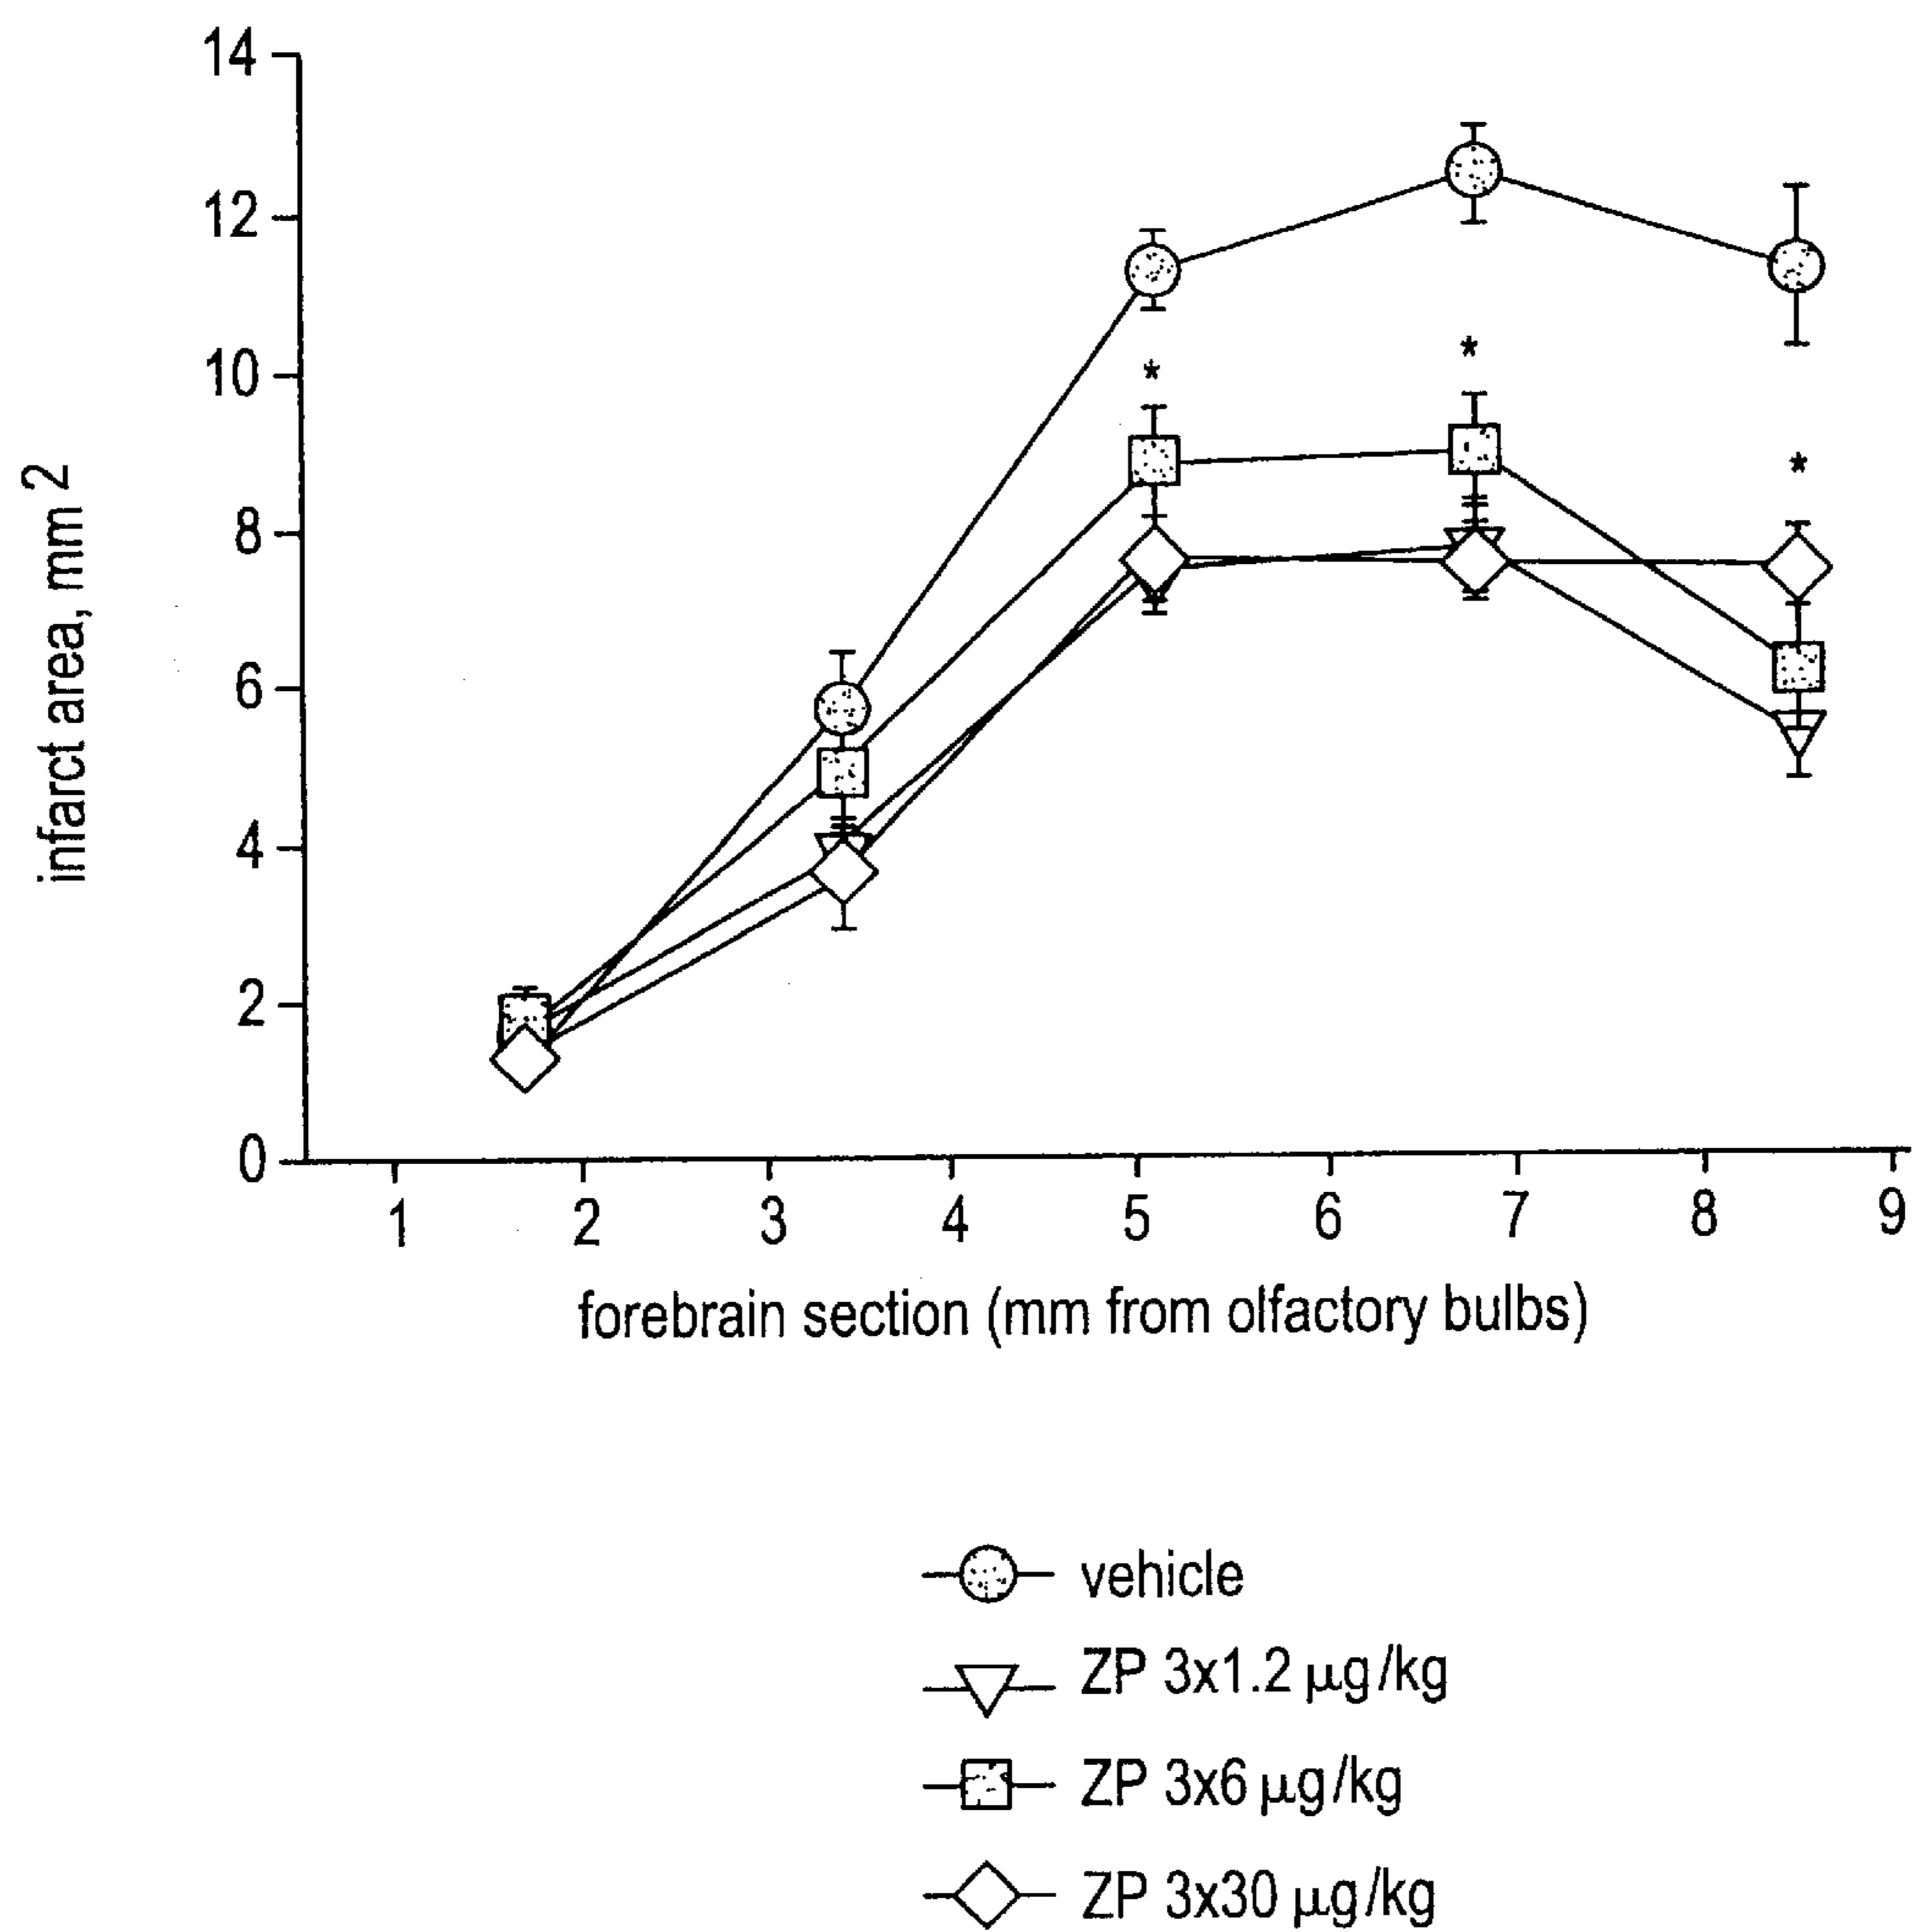 14
12
10
8
6
4
2
0
infarct area, mm 2
*
*
*
1 2 3 4 5 6 7 8 9
forebrain section (mm from olfactory bulbs)
vehicle
ZP 3x1.2 μg/kg
ZP 3x6 μg/kg
ZP 3x30 μg/kg